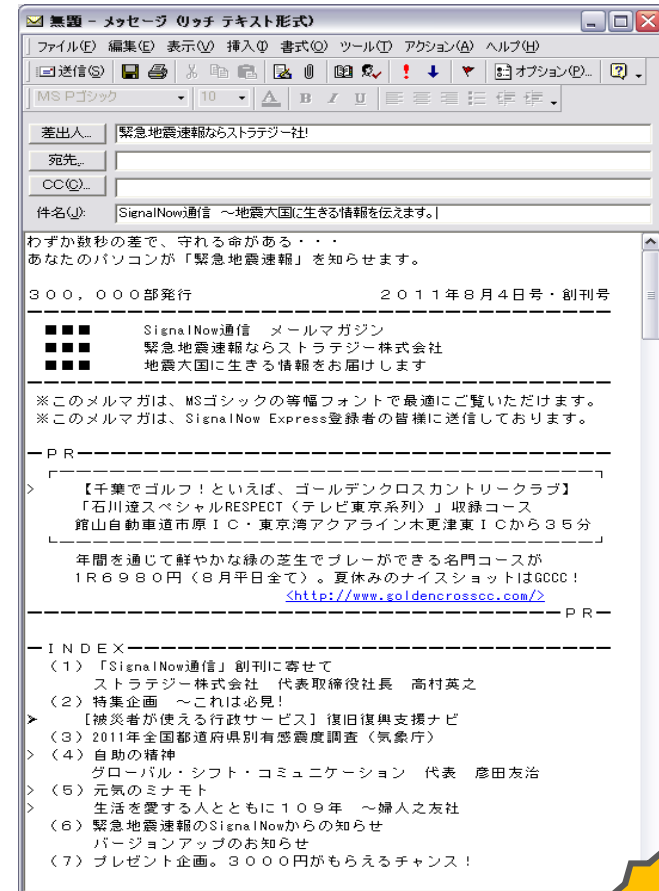 無題 - メッセージ (リッチ テキスト形式)
ファイル(F) 編集(E) 表示(V) 挿入(I) 書式(O) ツール(T) アクション(A) ヘルプ(H)
送信(S) オプション(P)...
MS Pゴシック 10 A B I U
差出人... 緊急地震速報ならストラテジー社!
宛先...
CC(C)...
件名(J): SignalNow通信 ～地震大国に生きる情報を伝えます。
わずか数秒の差で、守れる命がある・・・
あなたのパソコンが「緊急地震速報」を知らせます。
300,000部発行 2011年8月4日号・創刊号
■■■ SignalNow通信 メールマガジン
■■■ 緊急地震速報ならストラテジー株式会社
■■■ 地震大国に生きる情報をお届けします
※このメルマガは、MSゴシックの等幅フォントで最適にご覧いただけます。
※このメルマガは、SignalNow Express登録者の皆様に送信しております。
―PR―
> 【千葉でゴルフ!といえば、ゴールデンクロスカントリークラブ】
「石川遼スペシャルRESPECT(テレビ東京系列)」収録コース
館山自動車道市原IC・東京湾アクアライン木更津東ICから35分
年間を通じて鮮やかな緑の芝生でプレーができる名門コースが
1R6980円(8月平日全て)。夏休みのナイスショットはGCCC!
<http://www.goldencrosscc.com/>
―PR―
―INDEX―
(1)「SignalNow通信」創刊に寄せて
ストラテジー株式会社 代表取締役社長 高村英之
(2)特集企画 ～これは必見!
➤ [被災者が使える行政サービス] 復旧復興支援ナビ
(3)2011年全国都道府県別有感震度調査(気象庁)
> (4)自助の精神
グローバル・シフト・コミュニケーション 代表 彦田友治
> (5)元気のミナモト
> 生活を愛する人とともに109年 ～婦人之友社
(6)緊急地震速報のSignalNowからの知らせ
バージョンアップのお知らせ
(7)プレゼント企画。3000円がもらえるチャンス!